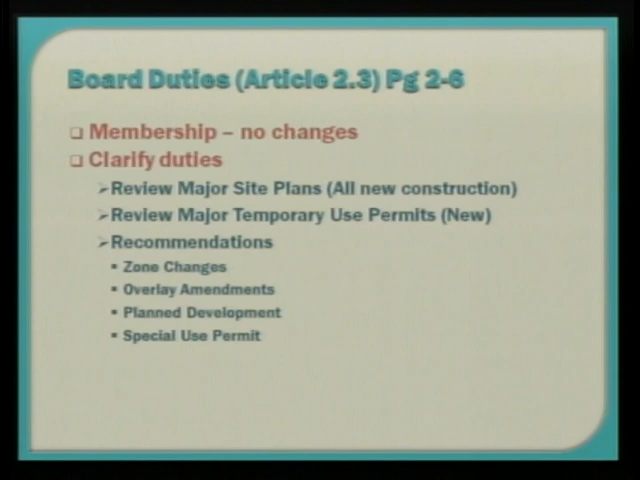 Board Duties (Article 2.3) Pg 2-6
Membership – no changes
Clarify duties
Review Major Site Plans (All new construction)
Review Major Temporary Use Permits (New)
Recommendations
Zone Changes
Overlay Amendments
Planned Development
Special Use Permit